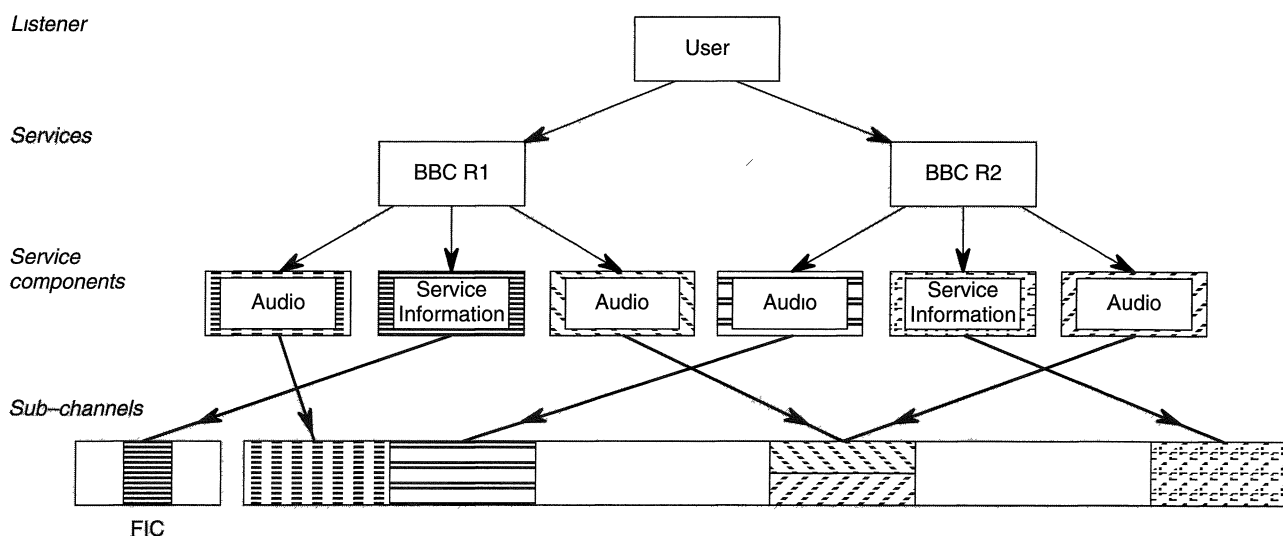 Listener
User
Services
BBC R1
BBC R2
Service
components
Audio
Service
Information
Audio
Audio
Service
Information
Audio
Sub-channels
FIC